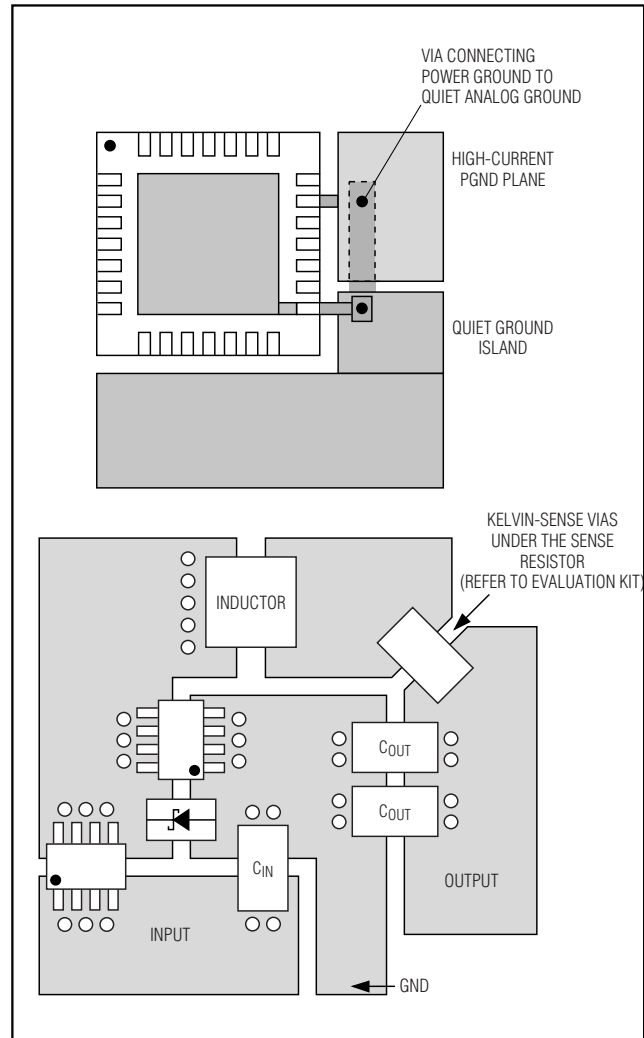 VIA CONNECTING
POWER GROUND TO
QUIET ANALOG GROUND
HIGH-CURRENT
PGND PLANE
QUIET GROUND
ISLAND
KELVIN-SENSE VIAS
UNDER THE SENSE
RESISTOR
(REFER TO EVALUATION KIT)
INDUCTOR
COUT
COUT
CIN
OUTPUT
INPUT
GND